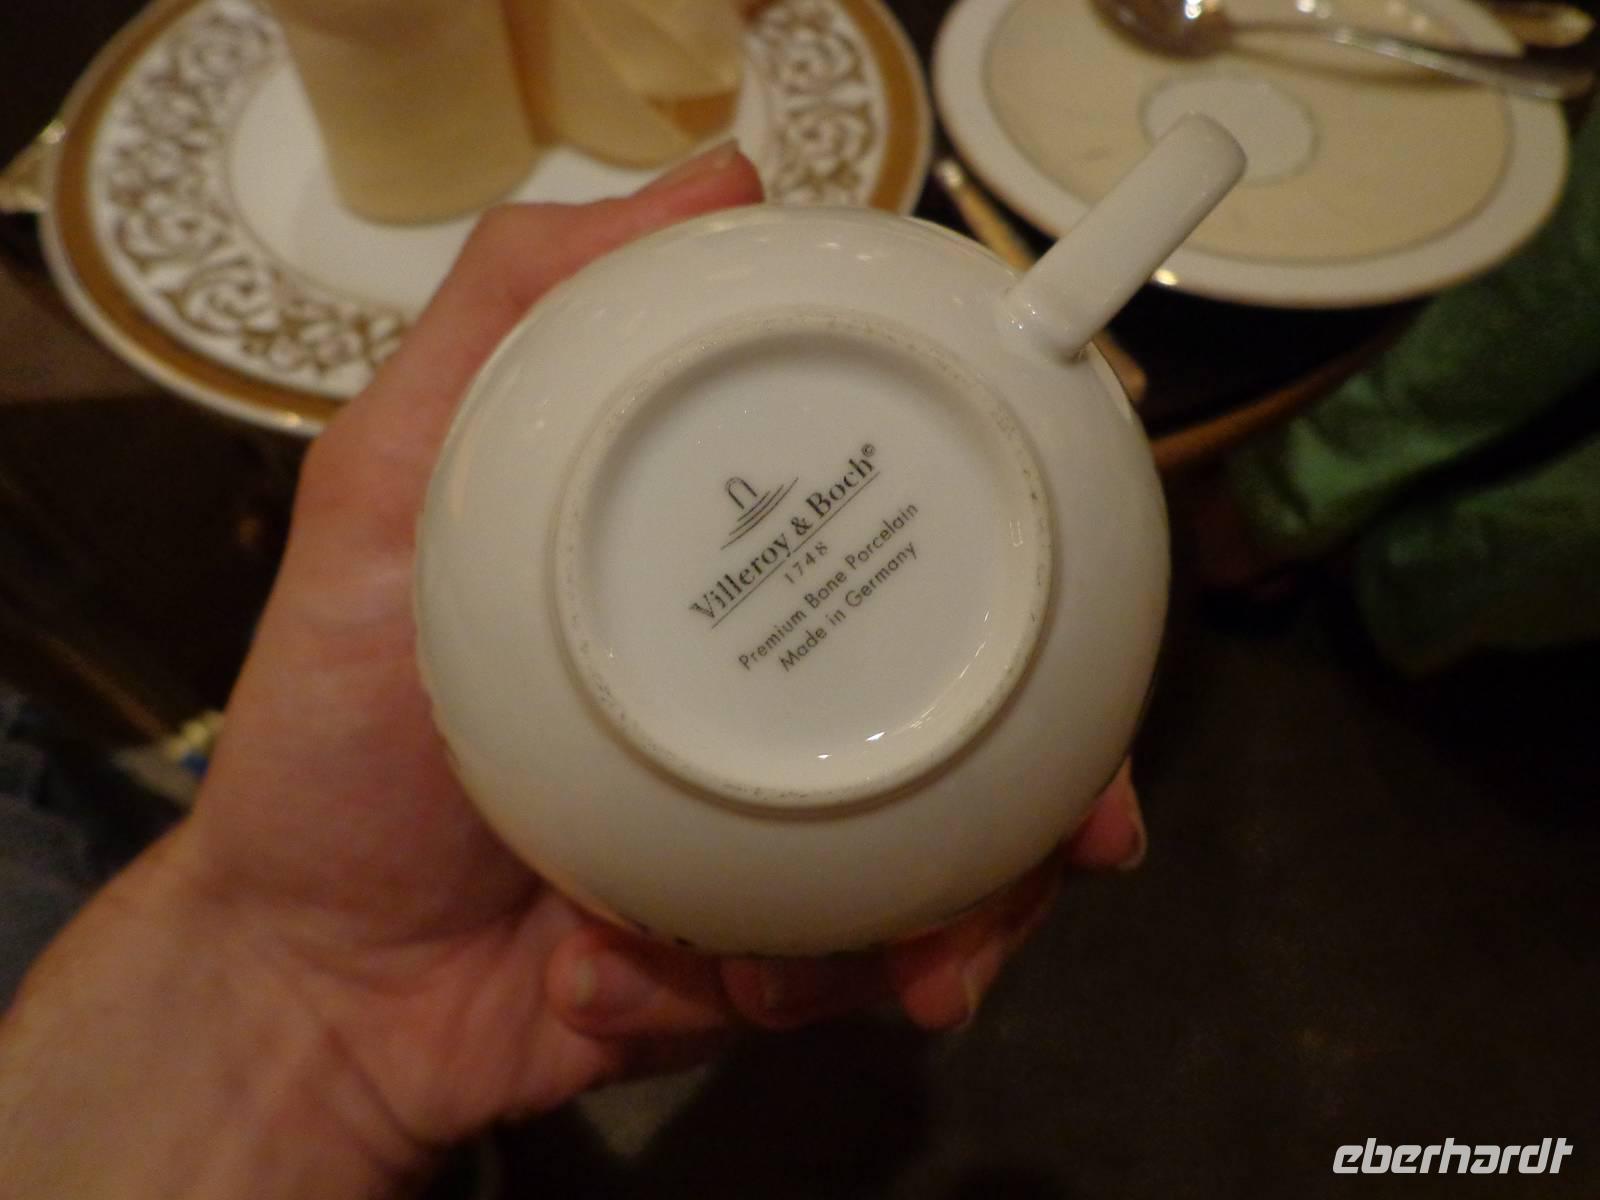 Villeroy & Boch©
1748
Premium Bone Porcelain
Made in Germany
eberhardt